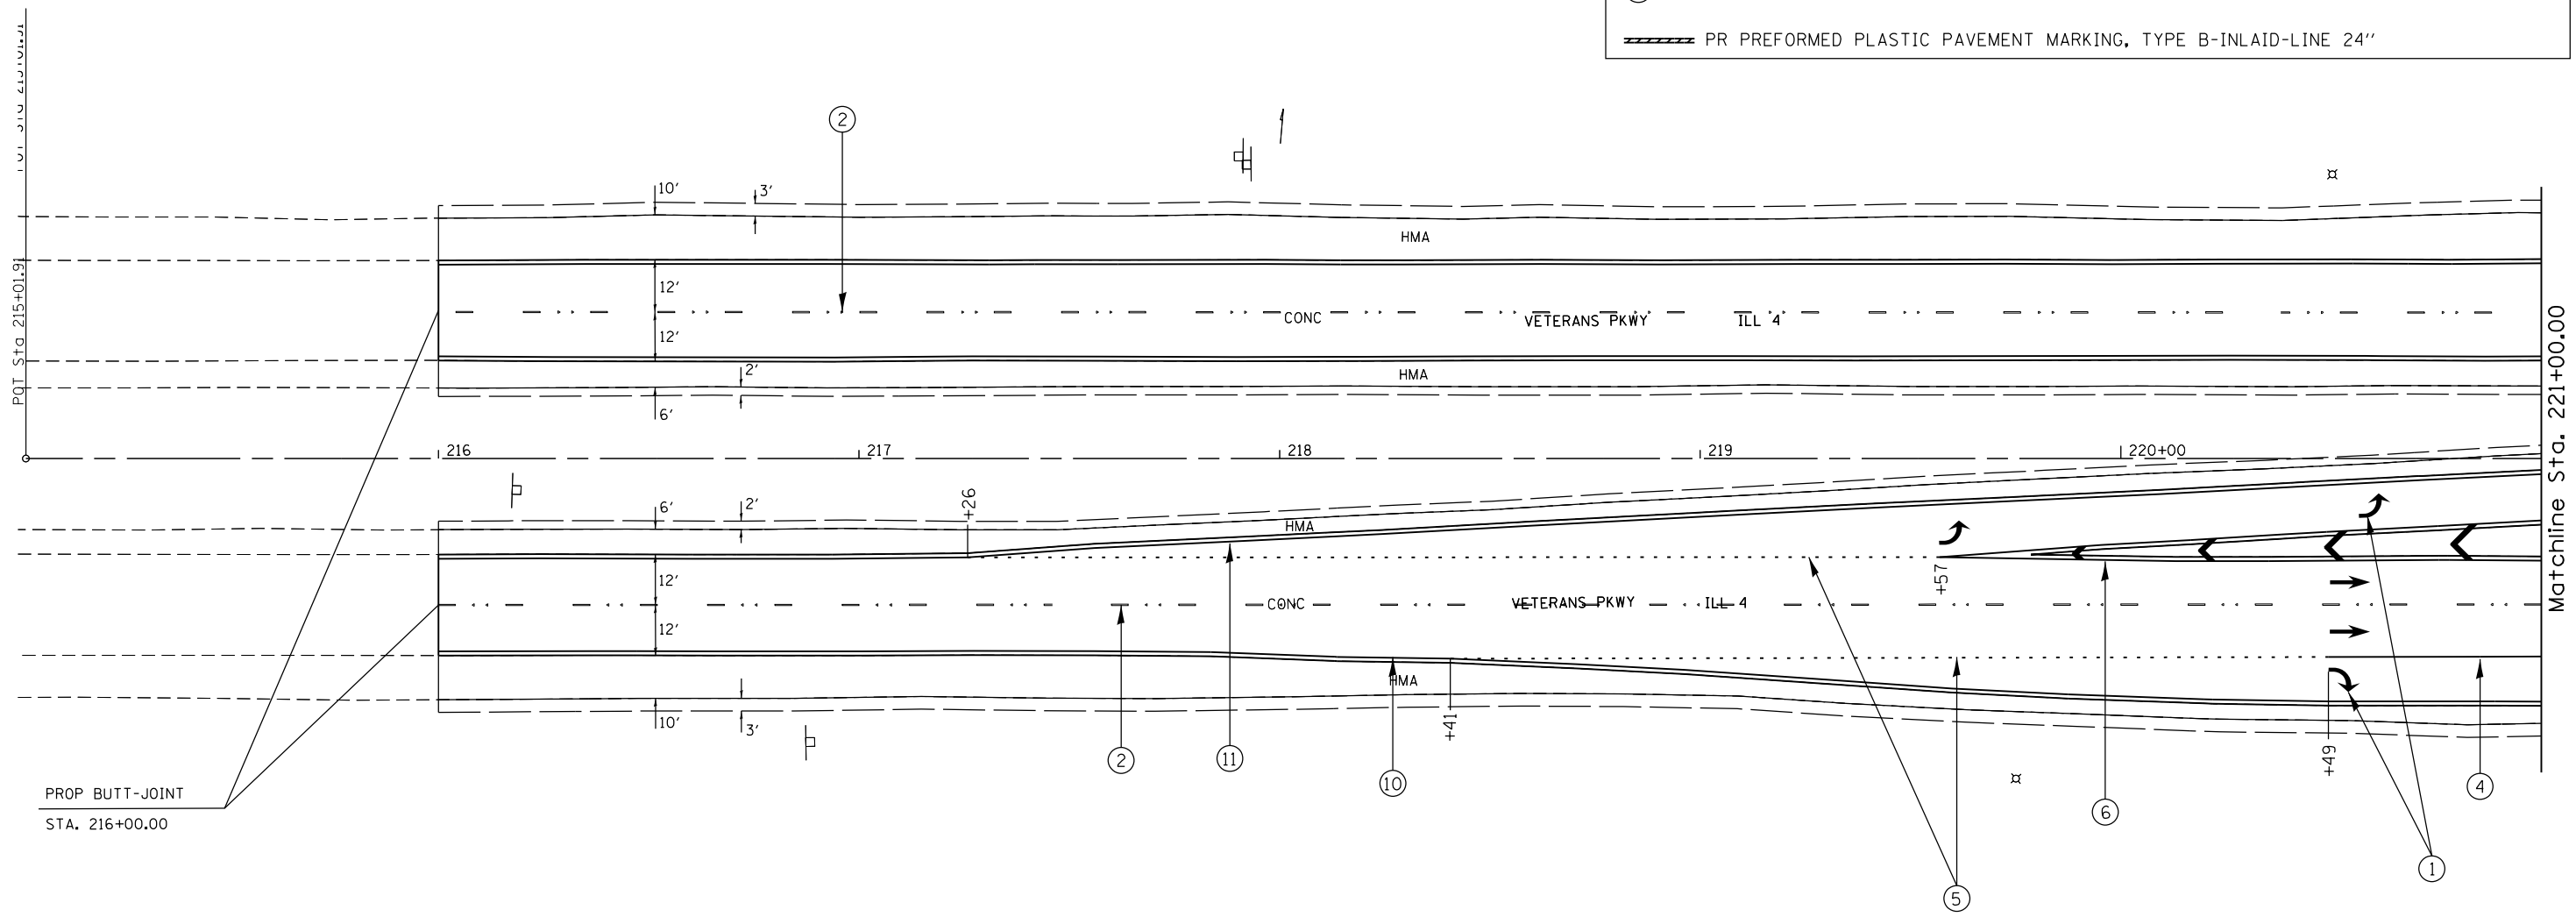 PR PREFORMED PLASTIC PAVEMENT MARKING, TYPE B-INLAID-LINE 24''
2
10'
3'
HMA
12'
CONC
VETERANS PKWY
ILL 4
12'
2'
HMA
6'
POT Sta 215+01.91
216
217
218
219
220+00
Matchline Sta. 221+00.00
6'
2'
+26
HMA
+57
12'
CONC
VETERANS PKWY
ILL 4
12'
HMA
10'
3'
+41
+49
2
11
10
6
4
5
1
PROP BUTT-JOINT
STA. 216+00.00